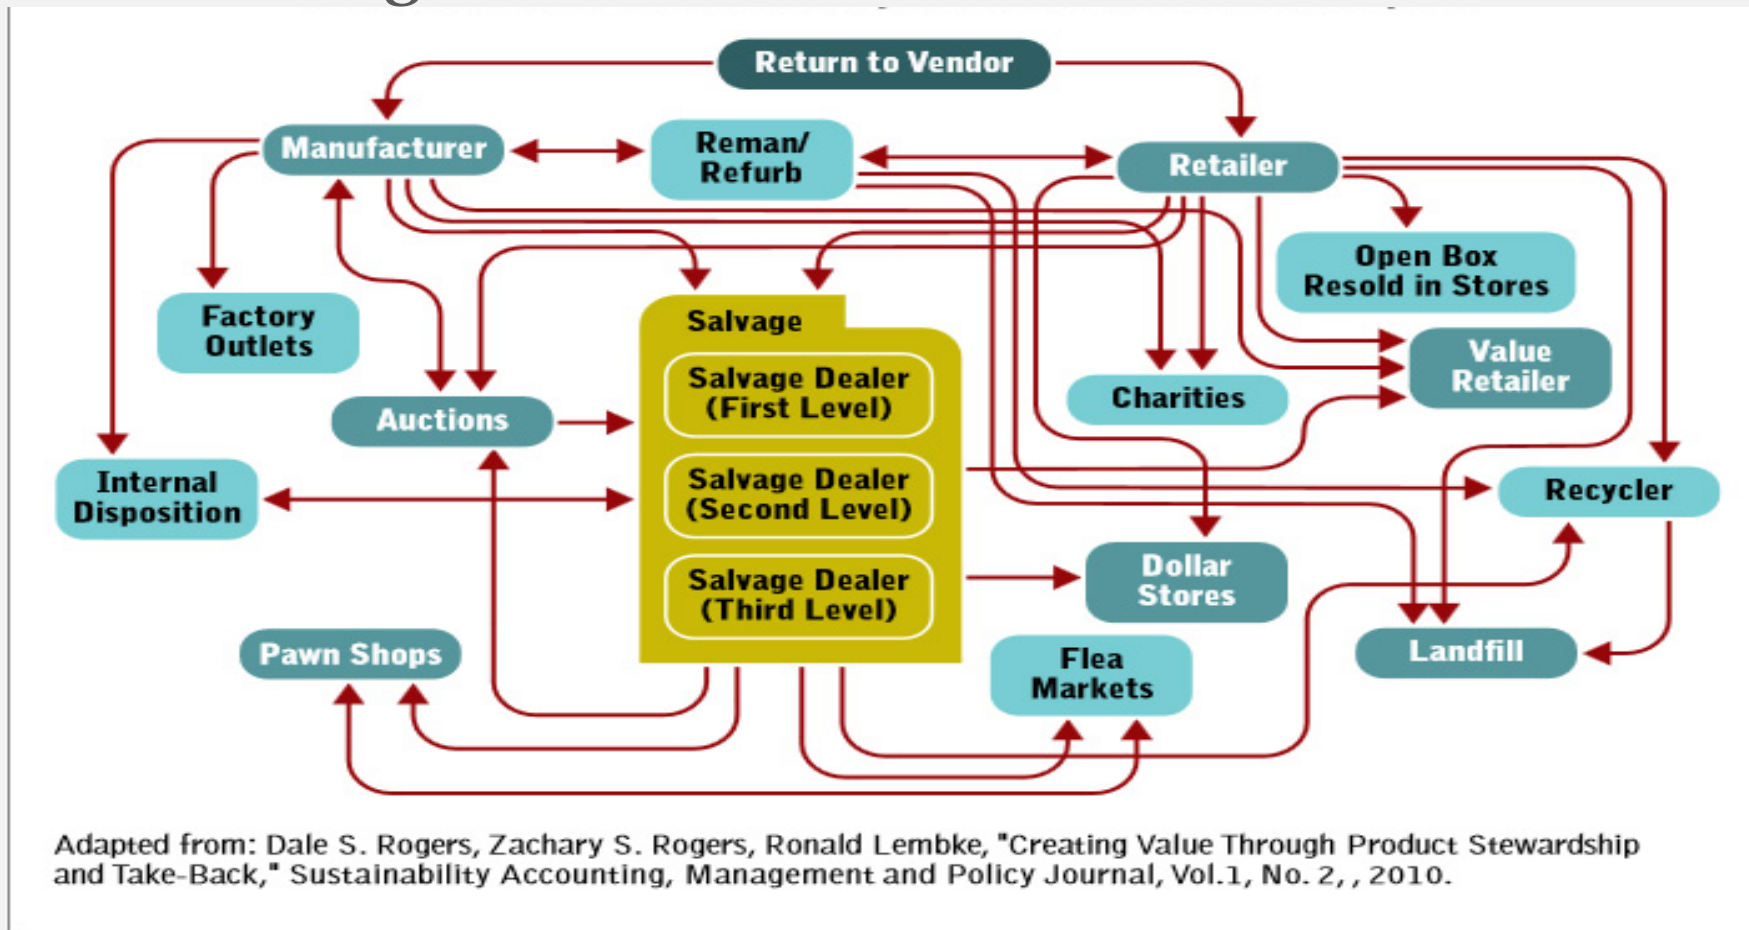 Return to Vendor
Manufacturer
Reman/
Refurb
Retailer
Open Box
Resold in Stores
Factory
Outlets
Salvage
Value
Retailer
Salvage Dealer
(First Level)
Charities
Auctions
Internal
Disposition
Salvage Dealer
(Second Level)
Recycler
Dollar
Stores
Salvage Dealer
(Third Level)
Pawn Shops
Flea
Markets
Landfill
Adapted from: Dale S. Rogers, Zachary S. Rogers, Ronald Lembke, "Creating Value Through Product Stewardship
and Take-Back," Sustainability Accounting, Management and Policy Journal, Vol.1, No. 2, , 2010.